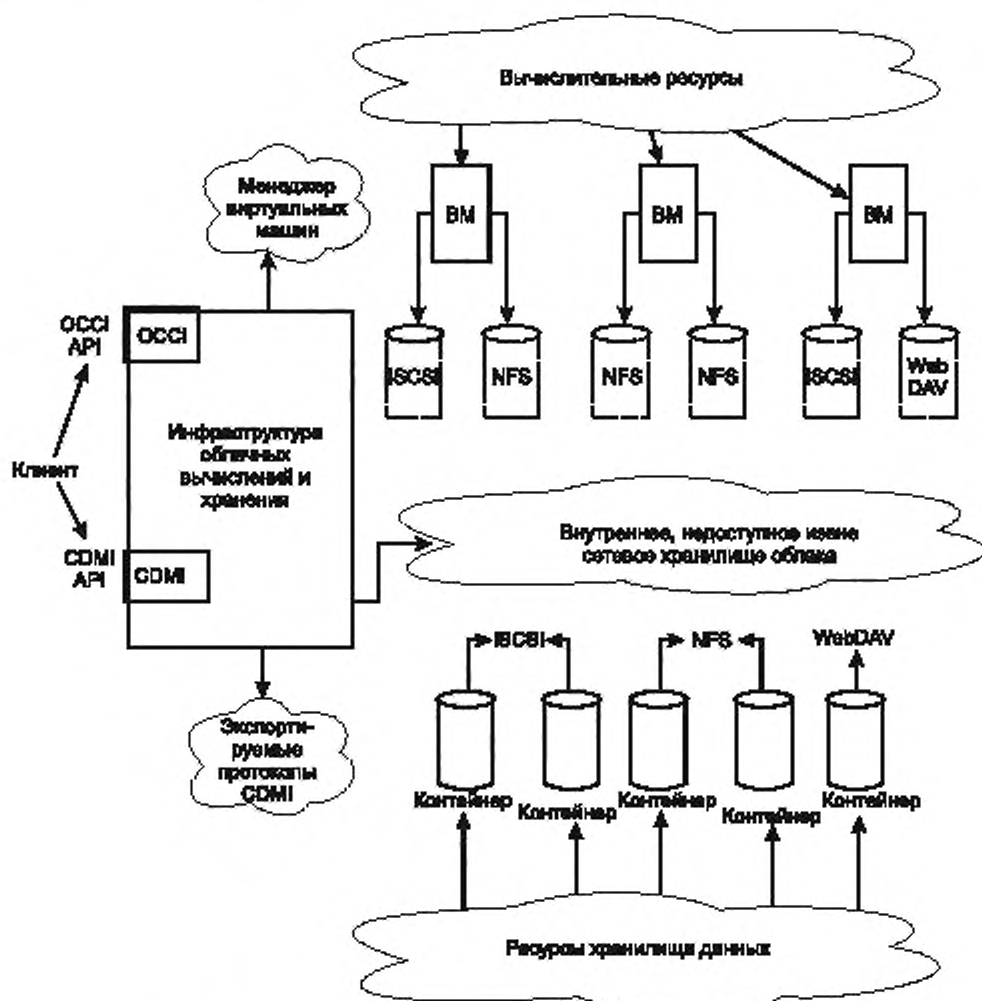 Вычислительные ресурсы
Менеджер
виртуальных
машин
ВМ
ВМ
ВМ
OCCI
API
OCCI
ISCSI
NFS
NFS
NFS
ISCSI
Web
DAV
Инфраструктура
облачных
вычислений и
хранения
Клиент
Внутреннее, недоступное извне
сетевое хранилище облака
CDMI
API
CDMI
ISCSI
NFS
WebDAV
Экспорти-
руемые
протоколы
CDMI
Контейнер
Контейнер
Контейнер
Контейнер
Контейнер
Ресурсы хранилища данных